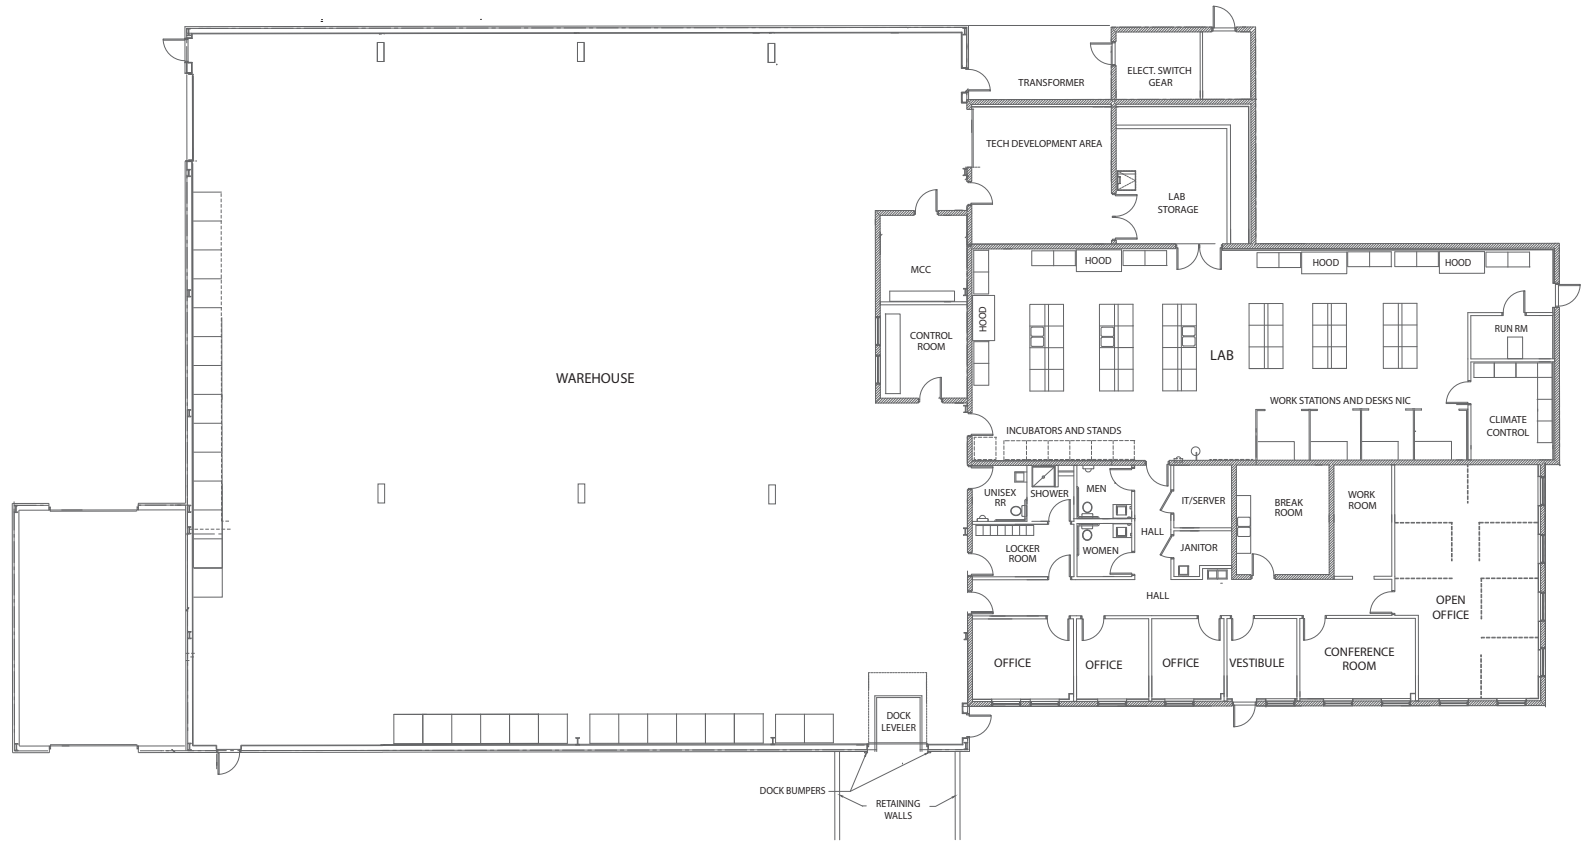 TRANSFORMER
ELECT. SWITCH
GEAR
TECH DEVELOPMENT AREA
LAB
STORAGE
MCC
HOOD
HOOD
HOOD
HOOD
CONTROL
ROOM
RUN RM
LAB
WAREHOUSE
WORK STATIONS AND DESKS NIC
CLIMATE
CONTROL
INCUBATORS AND STANDS
UNISEX
RR
SHOWER
MEN
IT/SERVER
BREAK
ROOM
WORK
ROOM
HALL
LOCKER
ROOM
WOMEN
JANITOR
HALL
OPEN
OFFICE
OFFICE
OFFICE
OFFICE
VESTIBULE
CONFERENCE
ROOM
DOCK
LEVELER
DOCK BUMPERS
RETAINING
WALLS